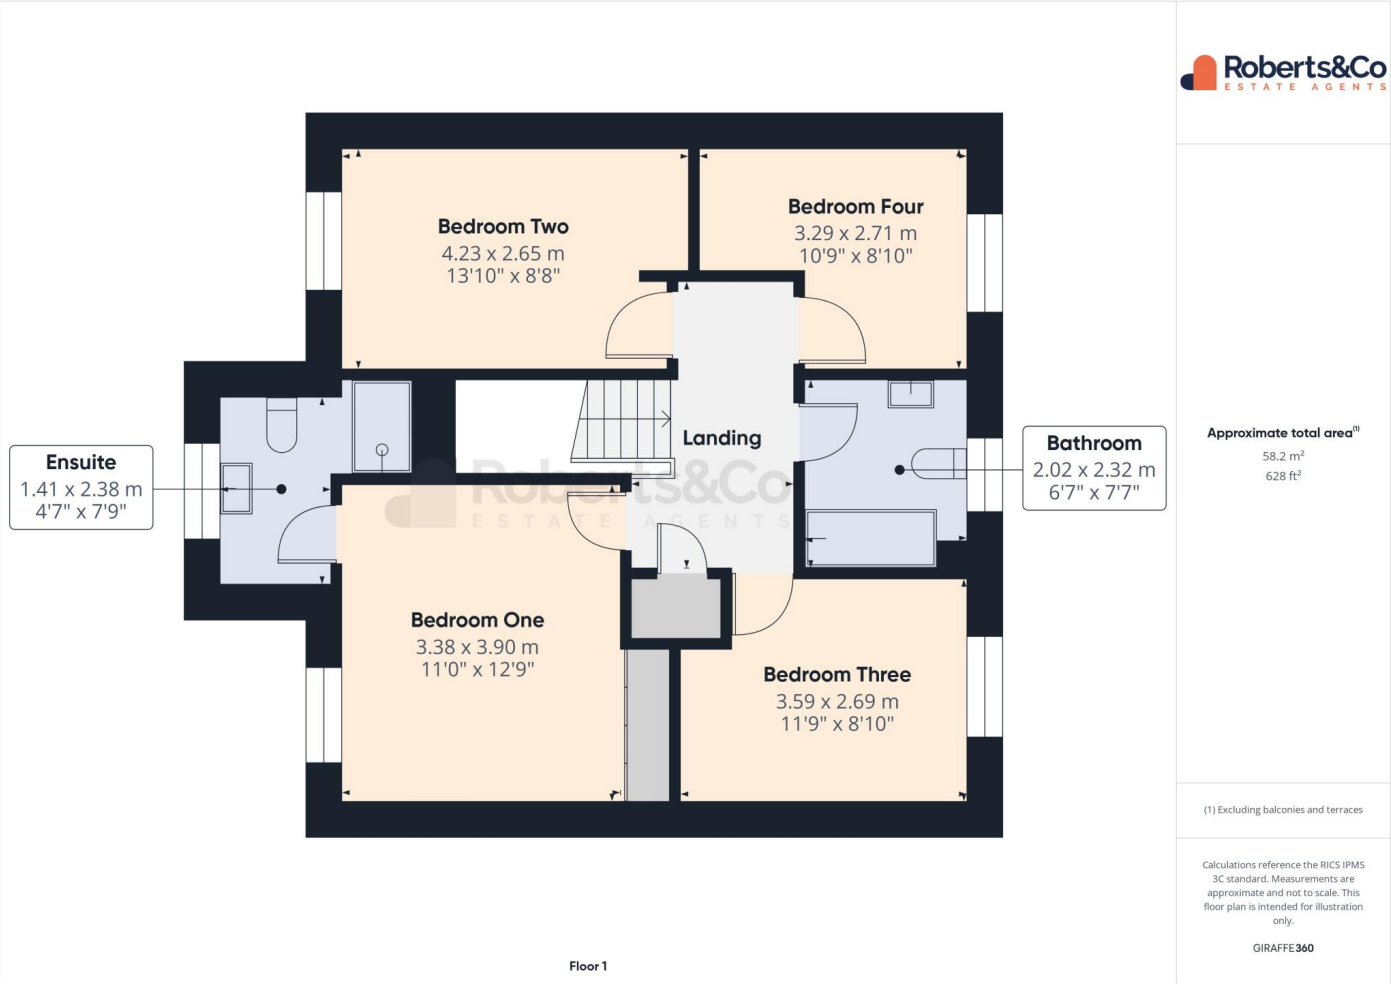 Roberts&Co
ESTATE AGENTS
Bedroom Two
4.23 x 2.65 m
13'10" x 8'8"
Bedroom Four
3.29 x 2.71 m
10'9" x 8'10"
Ensuite
1.41 x 2.38 m
4'7" x 7'9"
Landing
Bathroom
2.02 x 2.32 m
6'7" x 7'7"
Roberts&Co
ESTATE AGENTS
Bedroom One
3.38 x 3.90 m
11'0" x 12'9"
Bedroom Three
3.59 x 2.69 m
11'9" x 8'10"
Floor 1
Approximate total area(1)
58.2 m²
628 ft²
(1) Excluding balconies and terraces
Calculations reference the RICS IPMS
3C standard. Measurements are
approximate and not to scale. This
floor plan is intended for illustration
only.
GIRAFFE360